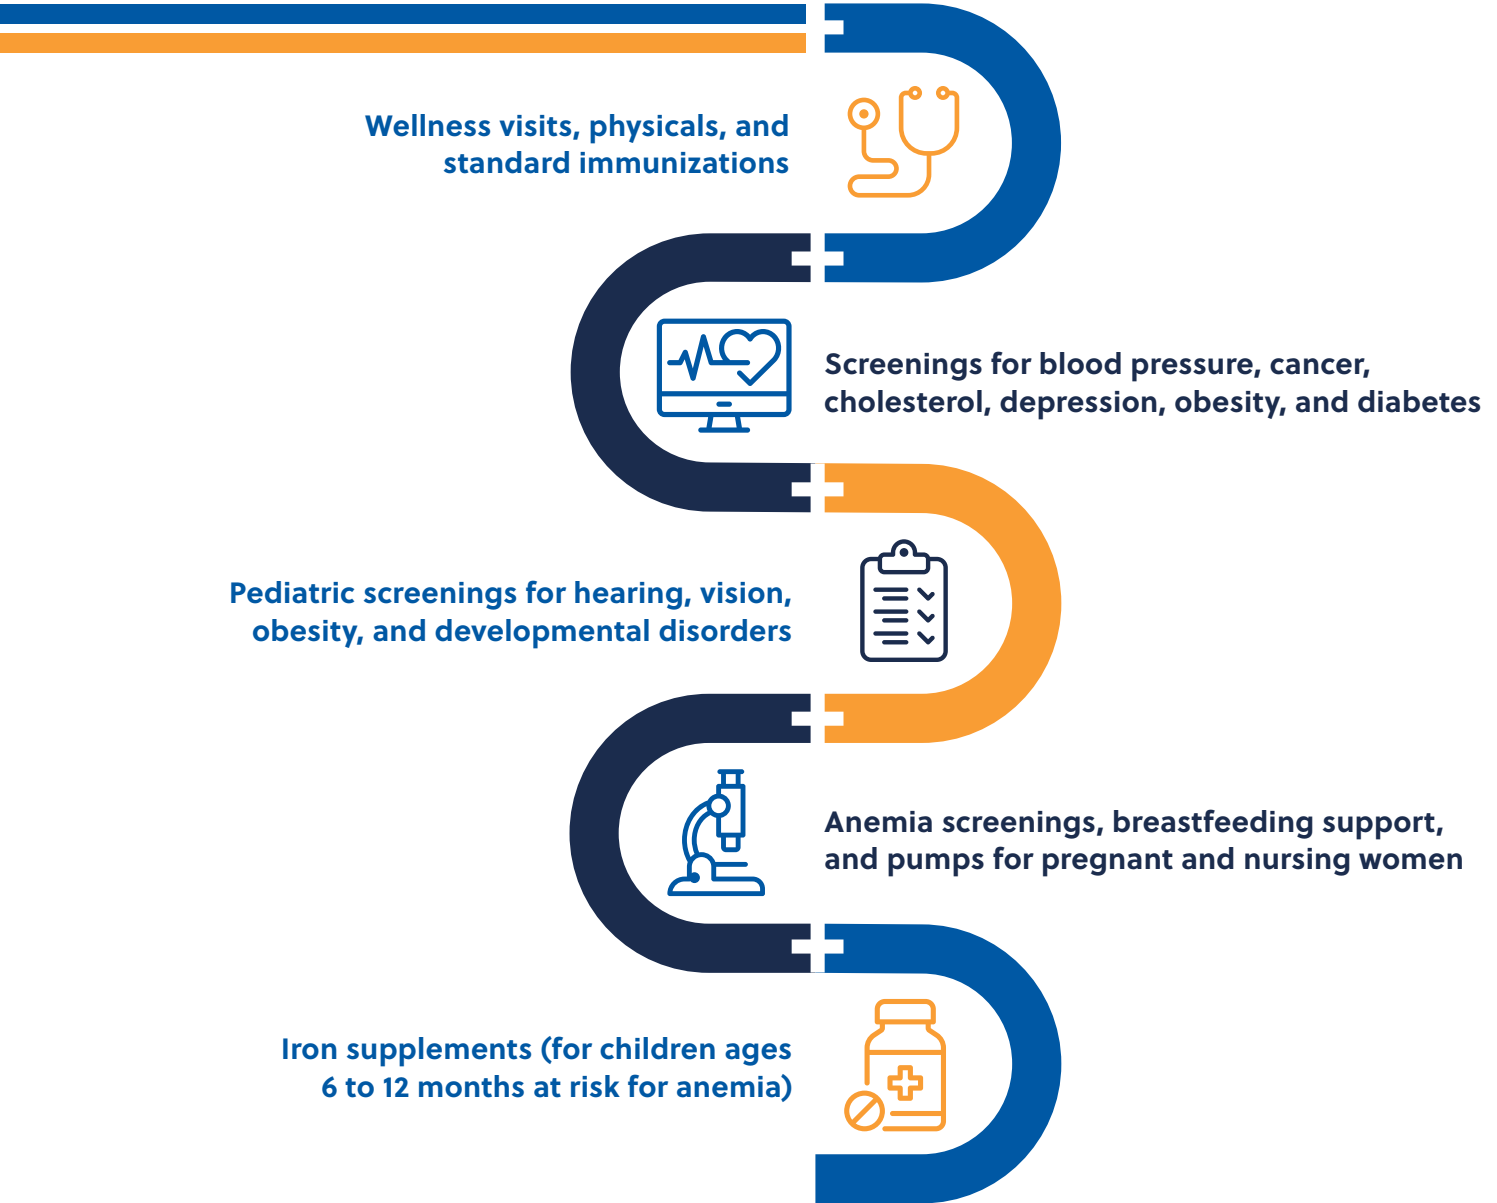 Wellness visits, physicals, and
standard immunizations
Screenings for blood pressure, cancer,
cholesterol, depression, obesity, and diabetes
Pediatric screenings for hearing, vision,
obesity, and developmental disorders
Anemia screenings, breastfeeding support,
and pumps for pregnant and nursing women
Iron supplements (for children ages
6 to 12 months at risk for anemia)